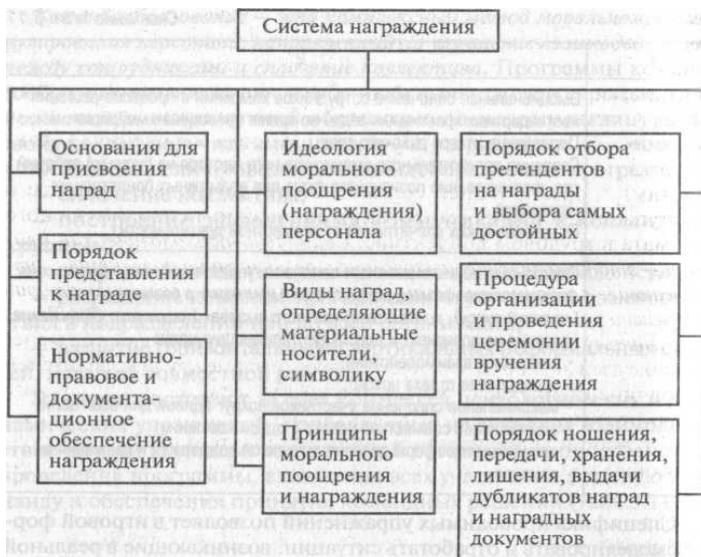 Система награждения
Основания для
присвоения
наград
Идеология
морального
поощрения
(награждения)
персонала
Порядок отбора
претендентов
на награды
и выбора самых
достойных
Порядок
представления
к награде
Виды наград,
определяющие
материал,
носители,
символику
Процедура
организации
и проведения
церемонии
вручения
награждения
Нормативно-
правовое и
документа-
ционное
обеспечение
награждения
Принципы
морального
поощрения
и награждения
Порядок ношения,
передачи, хранения,
лишения, выдачи
дубликатов наград
и наградных
документов